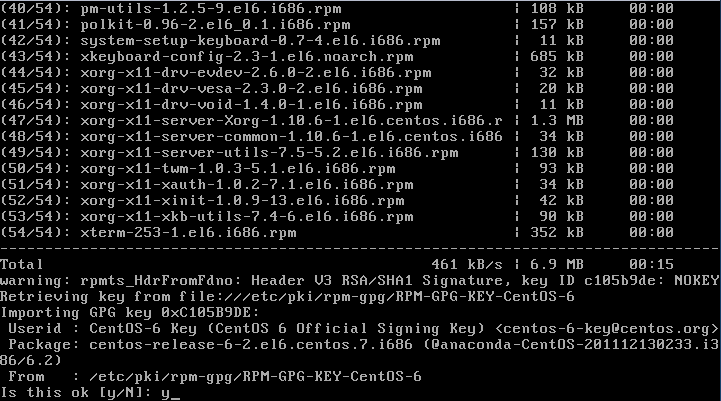 (40/54): pm-utils-1.2.5-9.el6.i686.rpm | 108 kB 00:00
(41/54): polkit-0.96-2.el6_0.1.i686.rpm | 157 kB 00:00
(42/54): system-setup-keyboard-0.7-4.el6.i686.rpm | 11 kB 00:00
(43/54): xkeyboard-config-2.3-1.el6.noarch.rpm | 685 kB 00:00
(44/54): xorg-x11-drv-evdev-2.6.0-2.el6.i686.rpm | 32 kB 00:00
(45/54): xorg-x11-drv-vesa-2.3.0-2.el6.i686.rpm | 20 kB 00:00
(46/54): xorg-x11-drv-void-1.4.0-1.el6.i686.rpm | 11 kB 00:00
(47/54): xorg-x11-server-Xorg-1.10.6-1.el6.centos.i686.r | 1.3 MB 00:00
(48/54): xorg-x11-server-common-1.10.6-1.el6.centos.i686 | 34 kB 00:00
(49/54): xorg-x11-server-utils-7.5-5.2.el6.i686.rpm | 130 kB 00:00
(50/54): xorg-x11-twm-1.0.3-5.1.el6.i686.rpm | 93 kB 00:00
(51/54): xorg-x11-xauth-1.0.2-7.1.el6.i686.rpm | 34 kB 00:00
(52/54): xorg-x11-xinit-1.0.9-13.el6.i686.rpm | 42 kB 00:00
(53/54): xorg-x11-xkb-utils-7.4-6.el6.i686.rpm | 90 kB 00:00
(54/54): xterm-253-1.el6.i686.rpm | 352 kB 00:00
--------------------------------------------------------------------------------
Total 461 kB/s | 6.9 MB 00:15
warning: rpmts_HdrFromFdno: Header V3 RSA/SHA1 Signature, key ID c105b9de: NOKEY
Retrieving key from file:///etc/pki/rpm-gpg/RPM-GPG-KEY-CentOS-6
Importing GPG key 0xC105B9DE:
Userid : CentOS-6 Key (CentOS 6 Official Signing Key) <centos-6-key@centos.org>
Package: centos-release-6-2.el6.centos.7.i686 (@anaconda-CentOS-201112130233.i3
86/6.2)
From : /etc/pki/rpm-gpg/RPM-GPG-KEY-CentOS-6
Is this ok [y/N]: y_